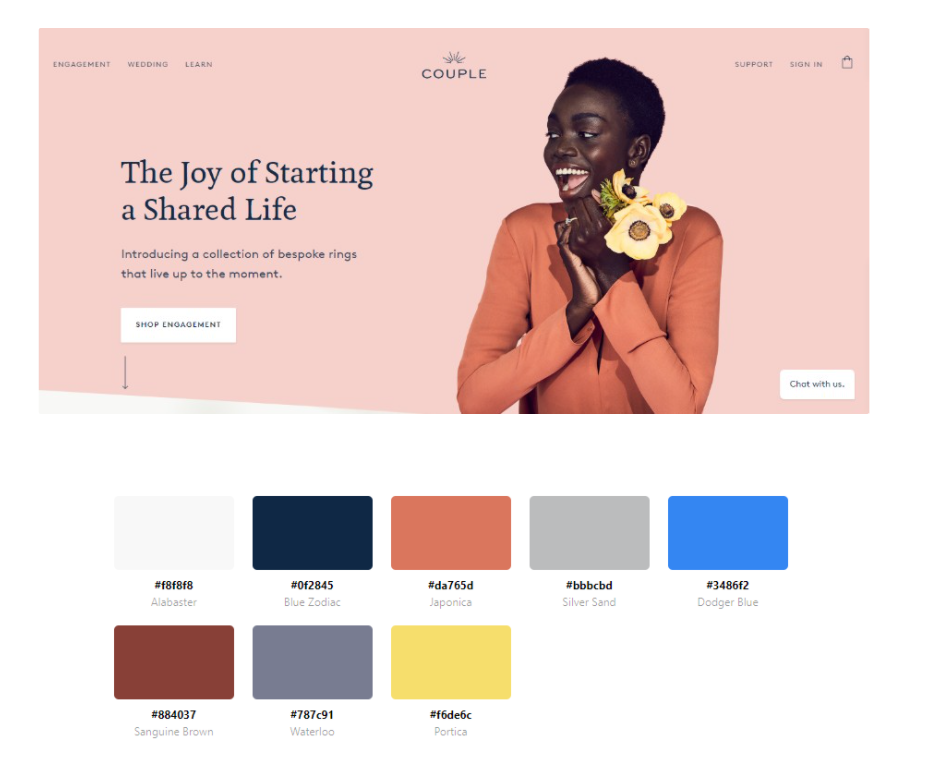 ENGAGEMENT WEDDING LEARN
COUPLE
SUPPORT SIGN IN
The Joy of Starting
a Shared Life
Introducing a collection of bespoke rings
that live up to the moment.
SHOP ENGAGEMENT
Chat with us.
#f8f8f8 #0f2845 #da765d #bbbcbd #3486f2
Alabaster Blue Zodiac Japonica Silver Sand Dodger Blue
#884037 #787c91 #f6de6c
Sanguine Brown Waterloo Portica